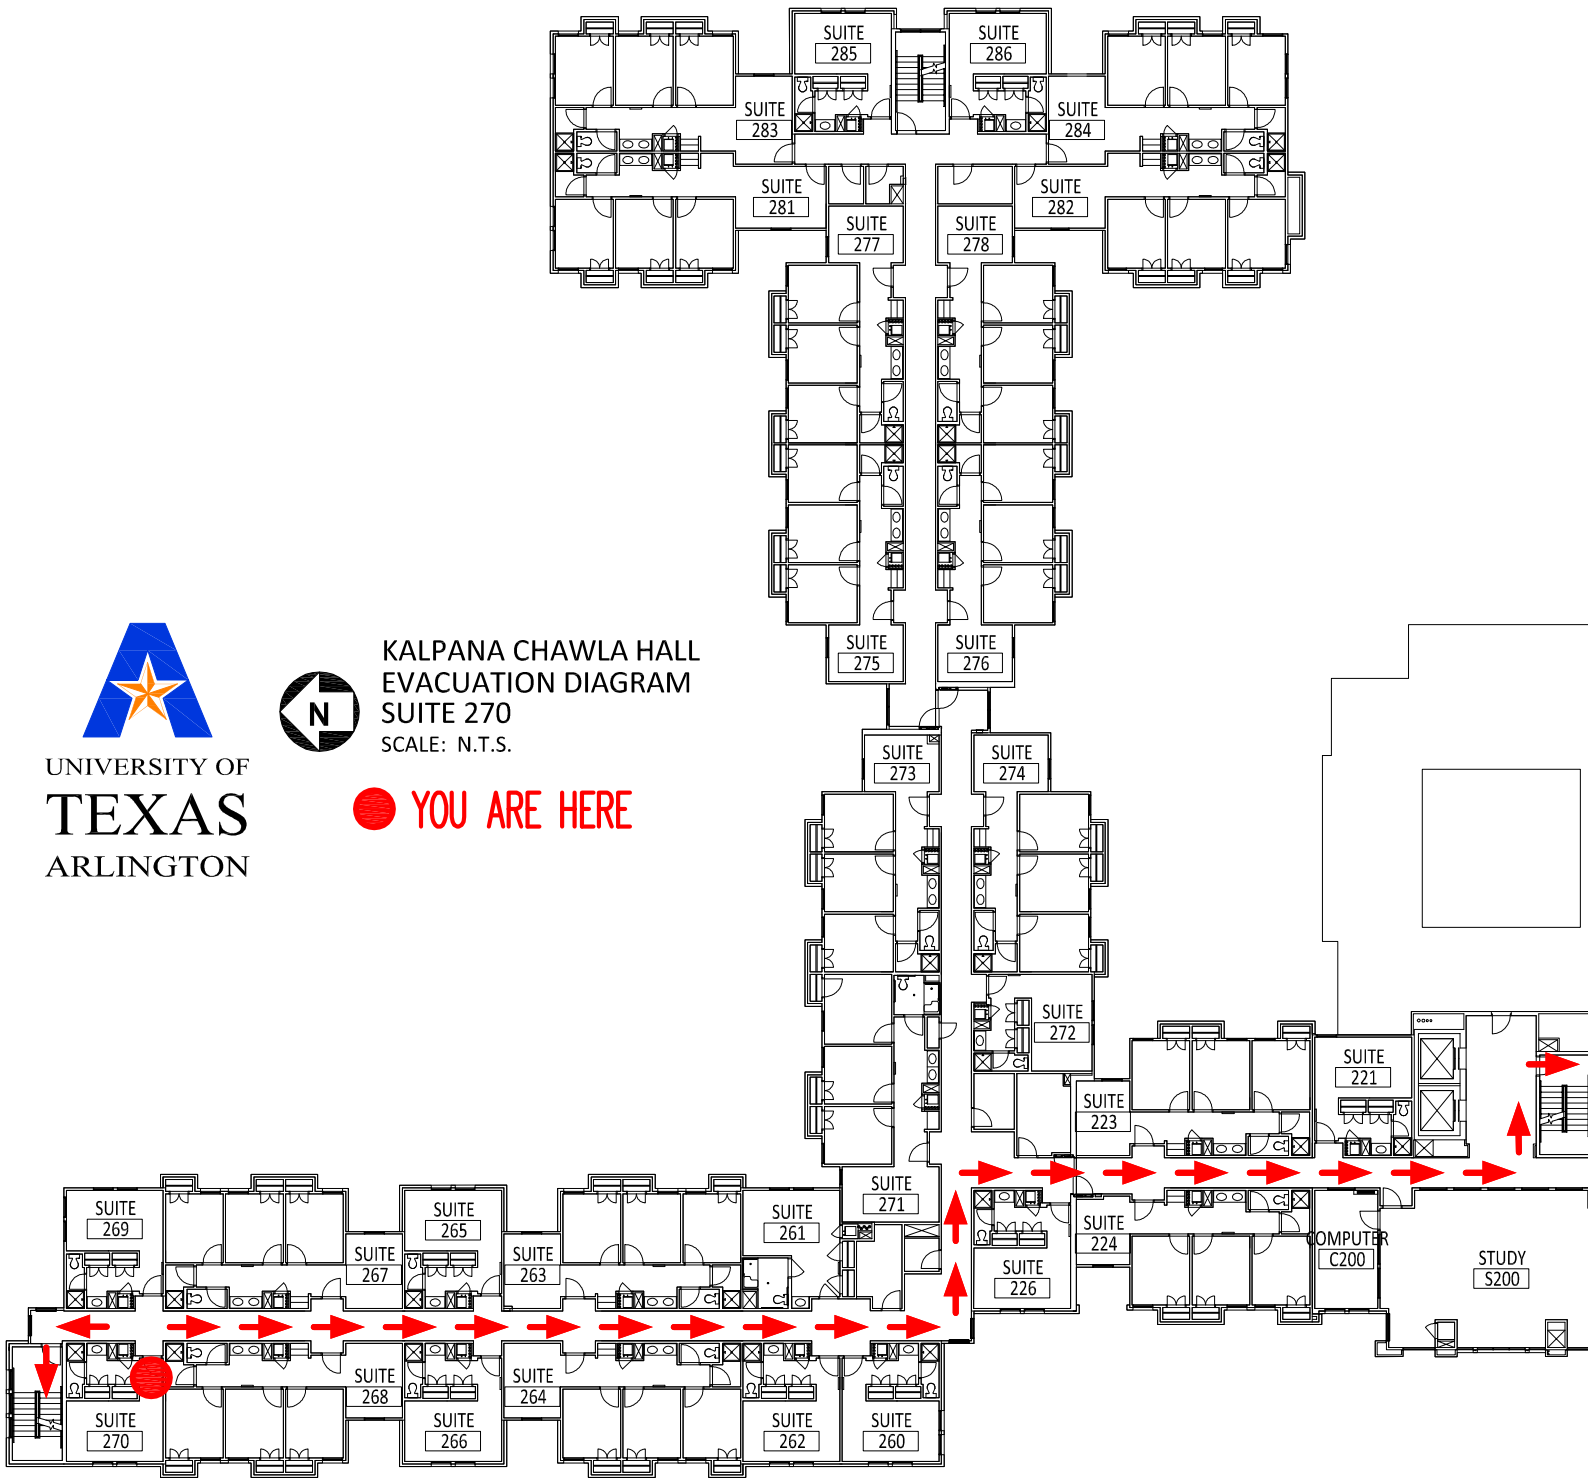 SUITE
285
SUITE
286
SUITE
283
SUITE
284
SUITE
281
SUITE
282
SUITE
277
SUITE
278
SUITE
275
SUITE
276
UNIVERSITY OF
TEXAS
ARLINGTON
N
KALPANA CHAWLA HALL
EVACUATION DIAGRAM
SUITE 270
SCALE: N.T.S.
YOU ARE HERE
SUITE
273
SUITE
274
SUITE
272
SUITE
221
SUITE
223
SUITE
271
SUITE
269
SUITE
265
SUITE
261
SUITE
267
SUITE
263
SUITE
224
SUITE
226
COMPUTER
C200
STUDY
S200
SUITE
268
SUITE
264
SUITE
270
SUITE
266
SUITE
262
SUITE
260